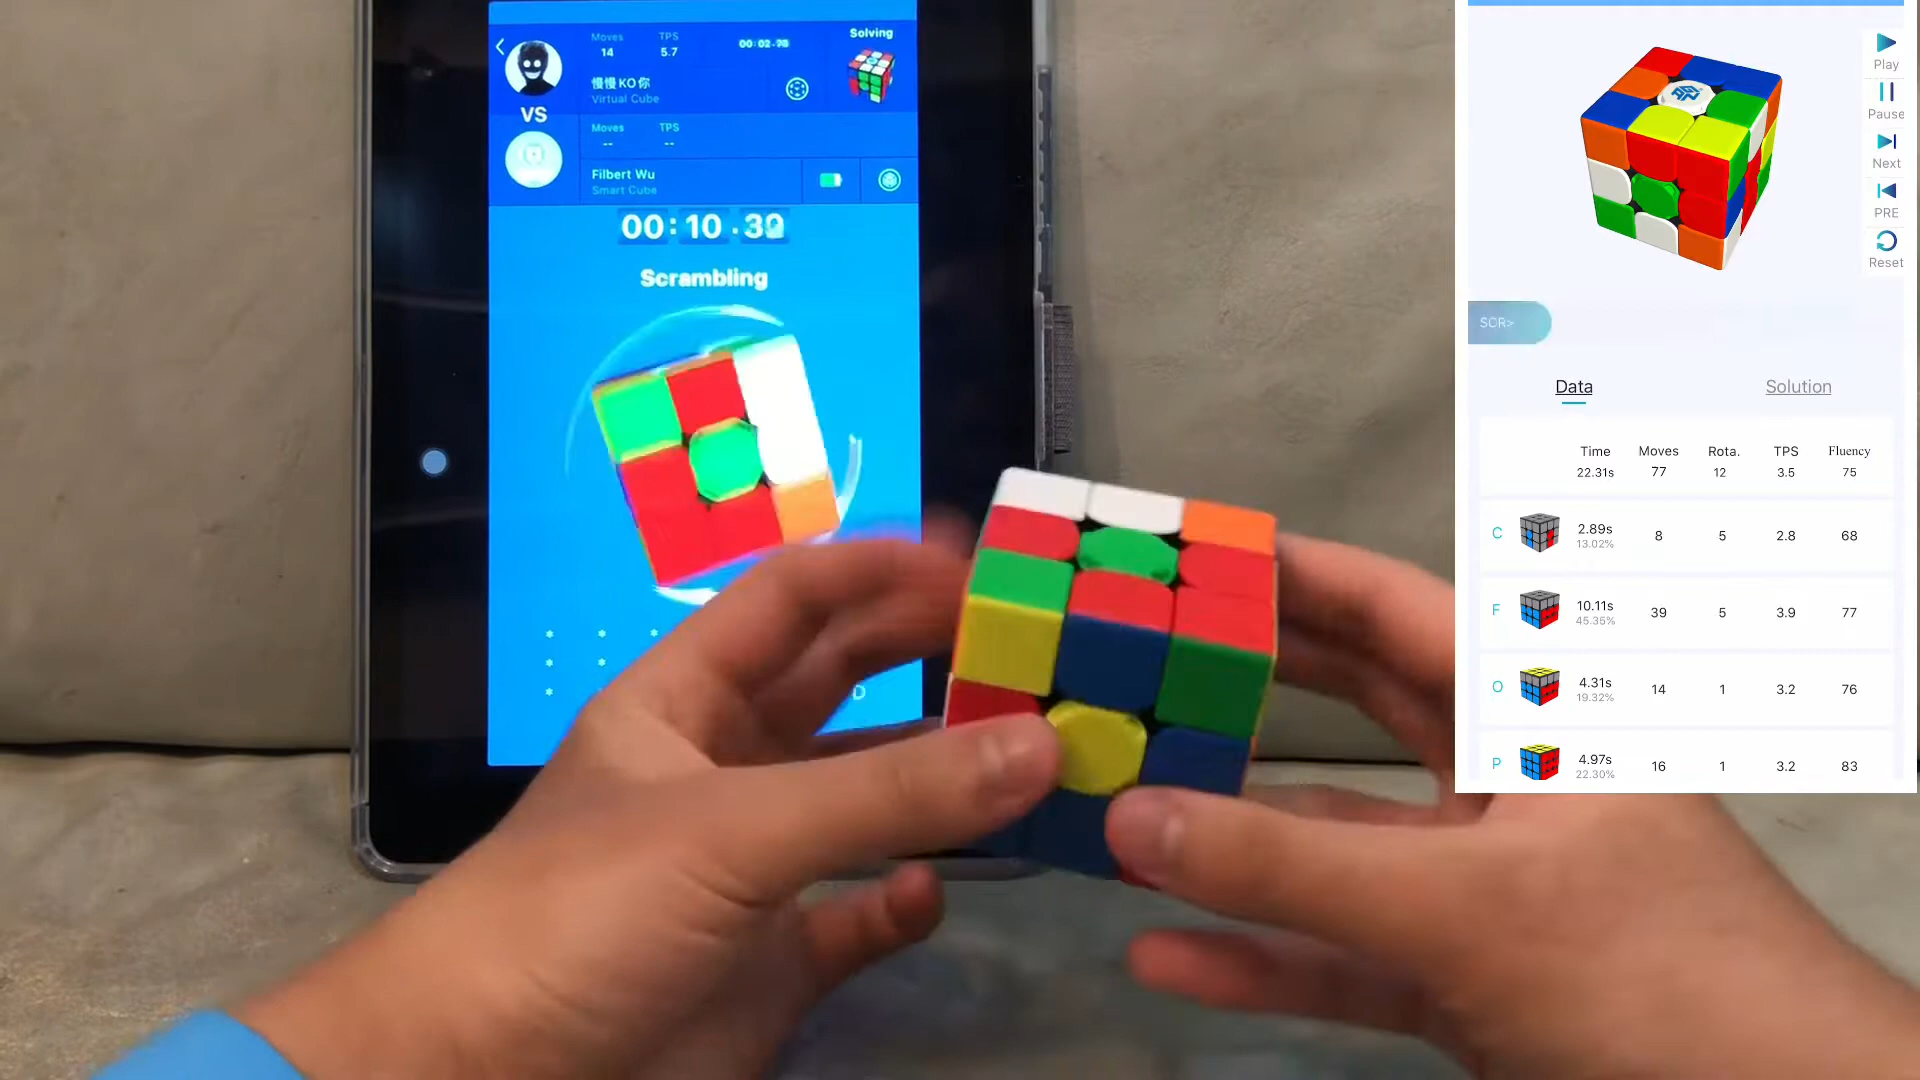 Moves TPS 00:02.78 Solving
14 5.7
慢慢KO你
Virtual Cube
VS
Moves TPS
-- --
Filbert Wu
Smart Cube
00:10.39
Scrambling
D
Play
Pause
Next
PRE
Reset
SCR>
Data Solution
Time Moves Rota. TPS Fluency
22.31s 77 12 3.5 75
C 2.89s 13.02% 8 5 2.8 68
F 10.11s 45.35% 39 5 3.9 77
O 4.31s 19.32% 14 1 3.2 76
P 4.97s 22.30% 16 1 3.2 83